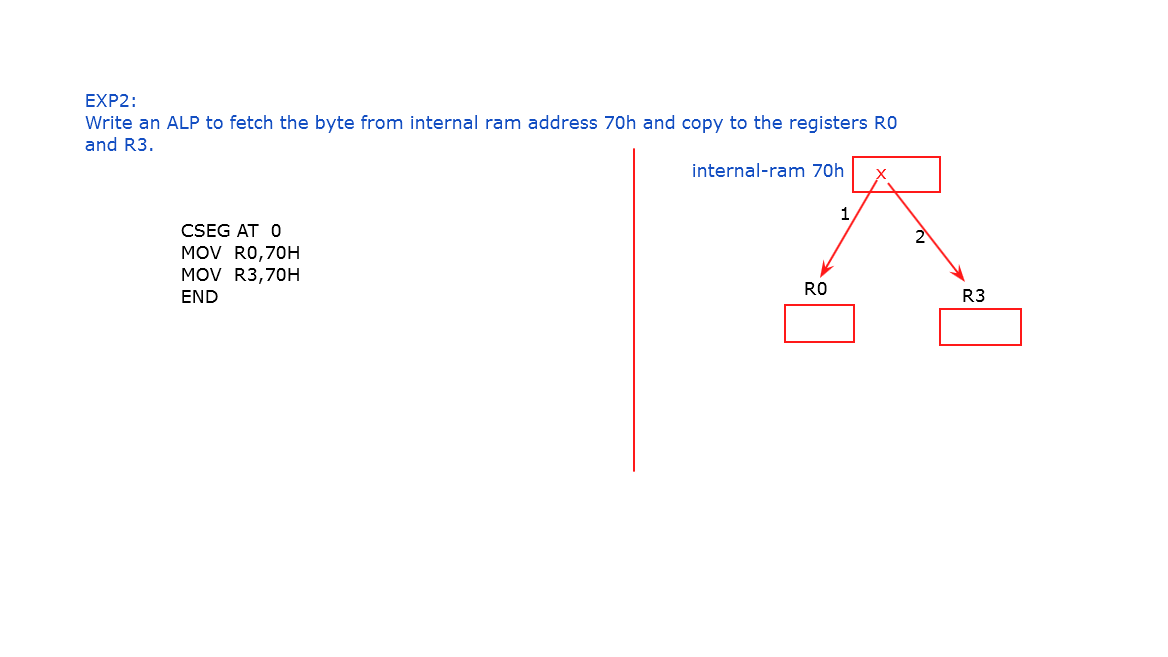 EXP2:
Write an ALP to fetch the byte from internal ram address 70h and copy to the registers R0
and R3.
internal-ram 70h
x
1
2
CSEG AT  0
MOV  R0,70H
MOV  R3,70H
END
R0
R3